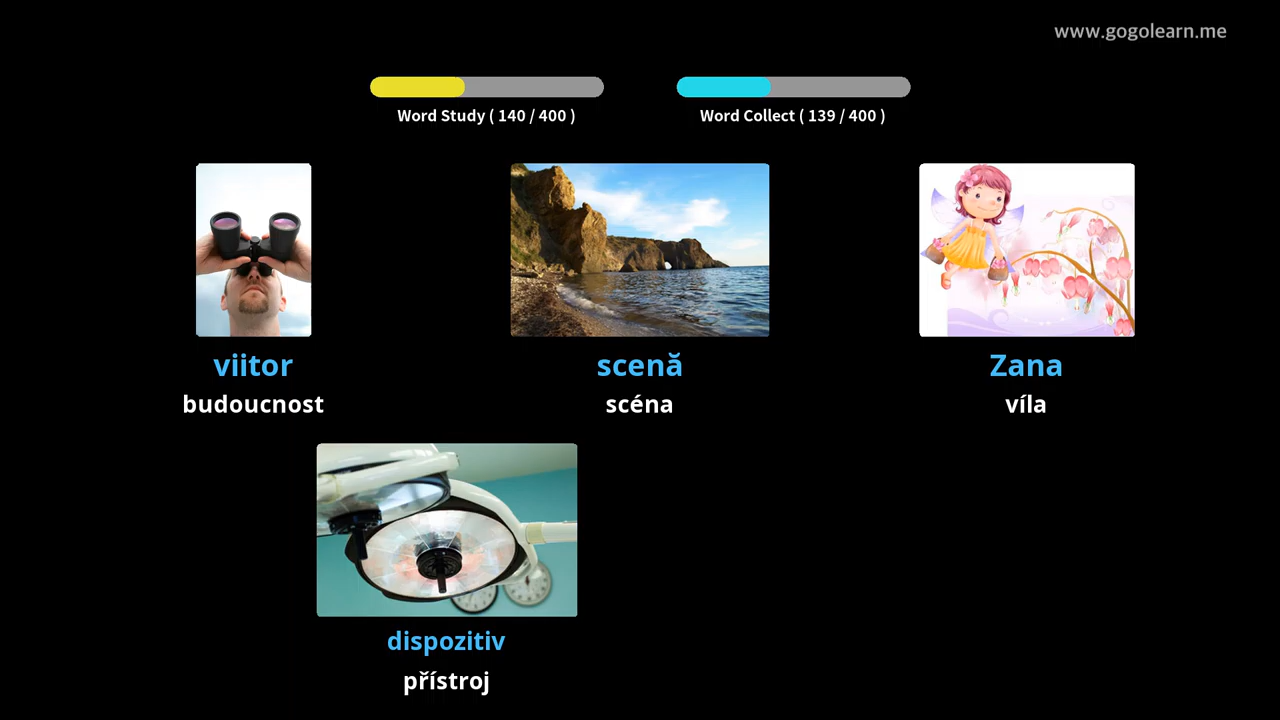 www.gogolearn.me
Word Study ( 140 / 400 )
Word Collect ( 139 / 400 )
viitor
budoucnost
scenă
scéna
Zana
víla
dispozitiv
přístroj